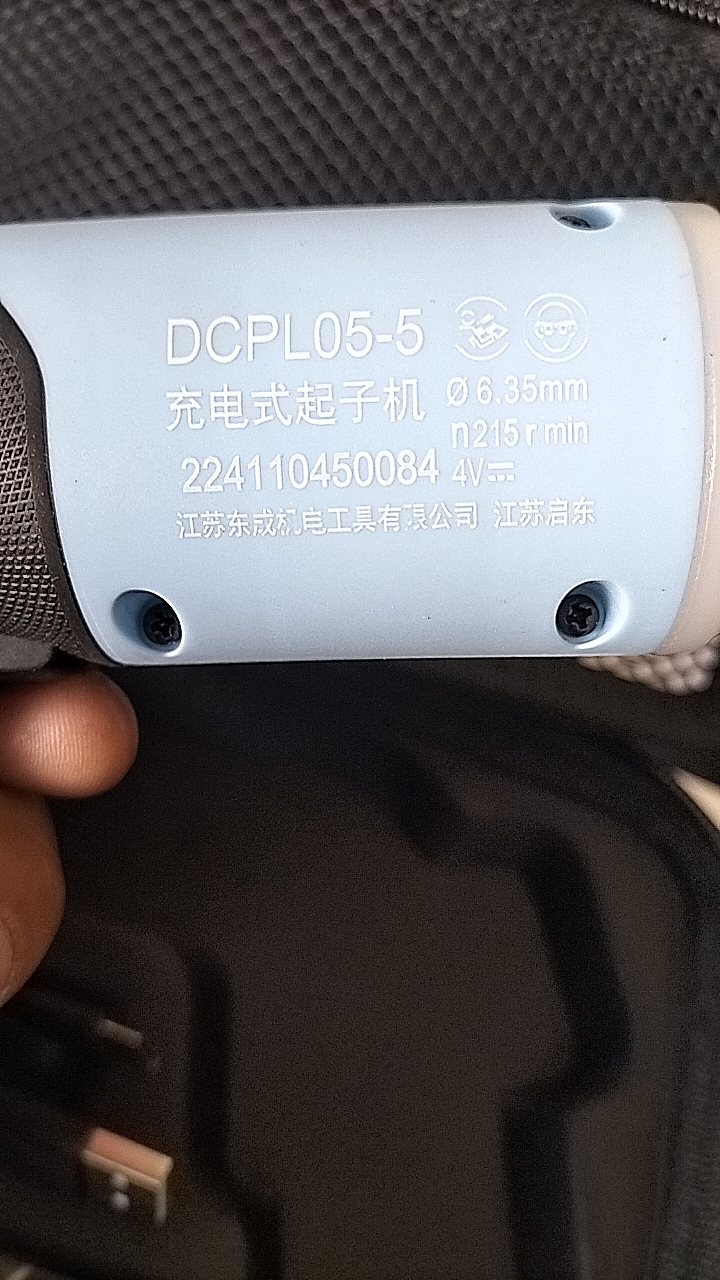 DCPL05-5
充电式起子机 Ø 6.35mm
n 215 r min
224110450084 4V
江苏东成机电工具有限公司 江苏启东